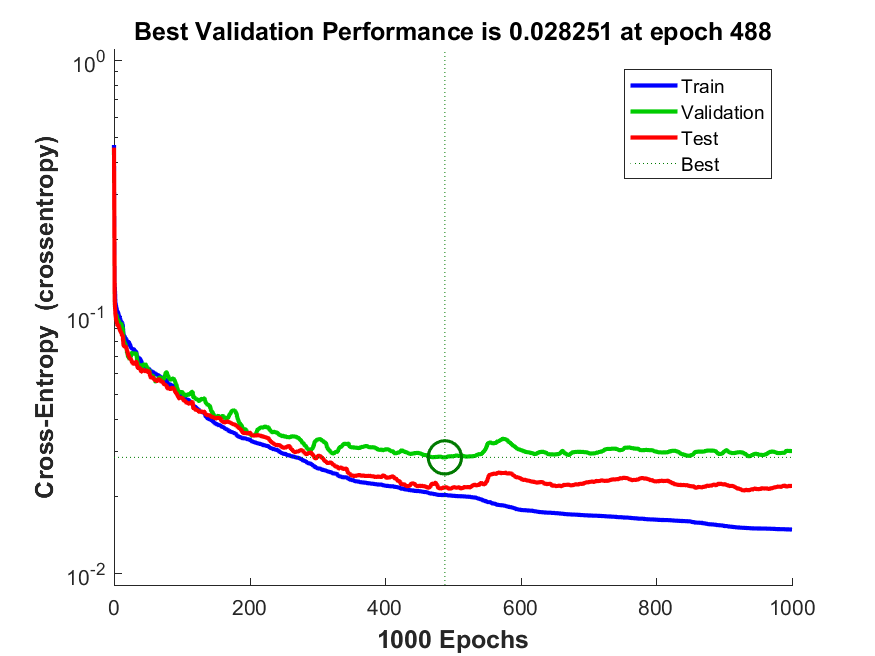 Best Validation Performance is 0.028251 at epoch 488
Cross-Entropy (crossentropy)
10^0
10^-1
10^-2
Train
Validation
Test
Best
0 200 400 600 800 1000
1000 Epochs